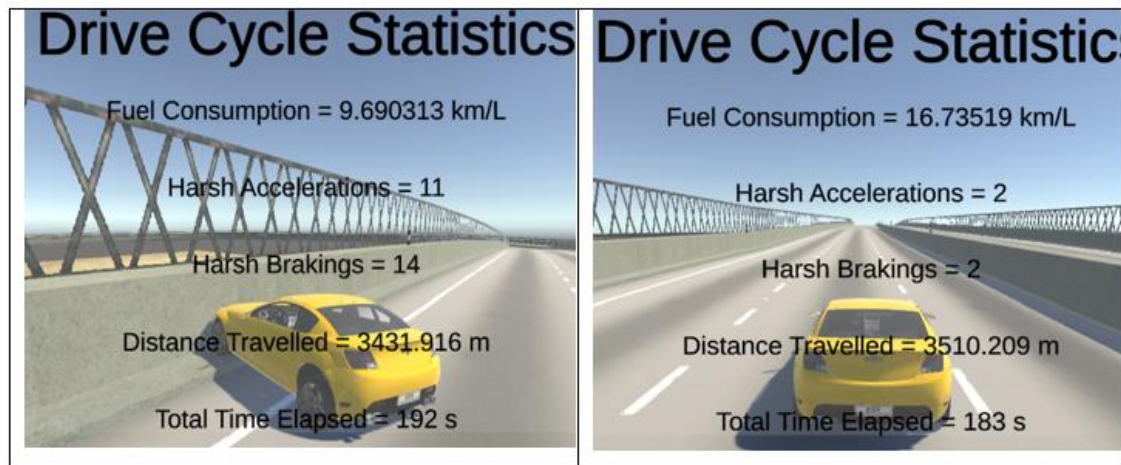 Drive Cycle Statistics
Fuel Consumption = 9.690313 km/L
Harsh Accelerations = 11
Harsh Brakings = 14
Distance Travelled = 3431.916 m
Total Time Elapsed = 192 s
Drive Cycle Statistics
Fuel Consumption = 16.73519 km/L
Harsh Accelerations = 2
Harsh Brakings = 2
Distance Travelled = 3510.209 m
Total Time Elapsed = 183 s